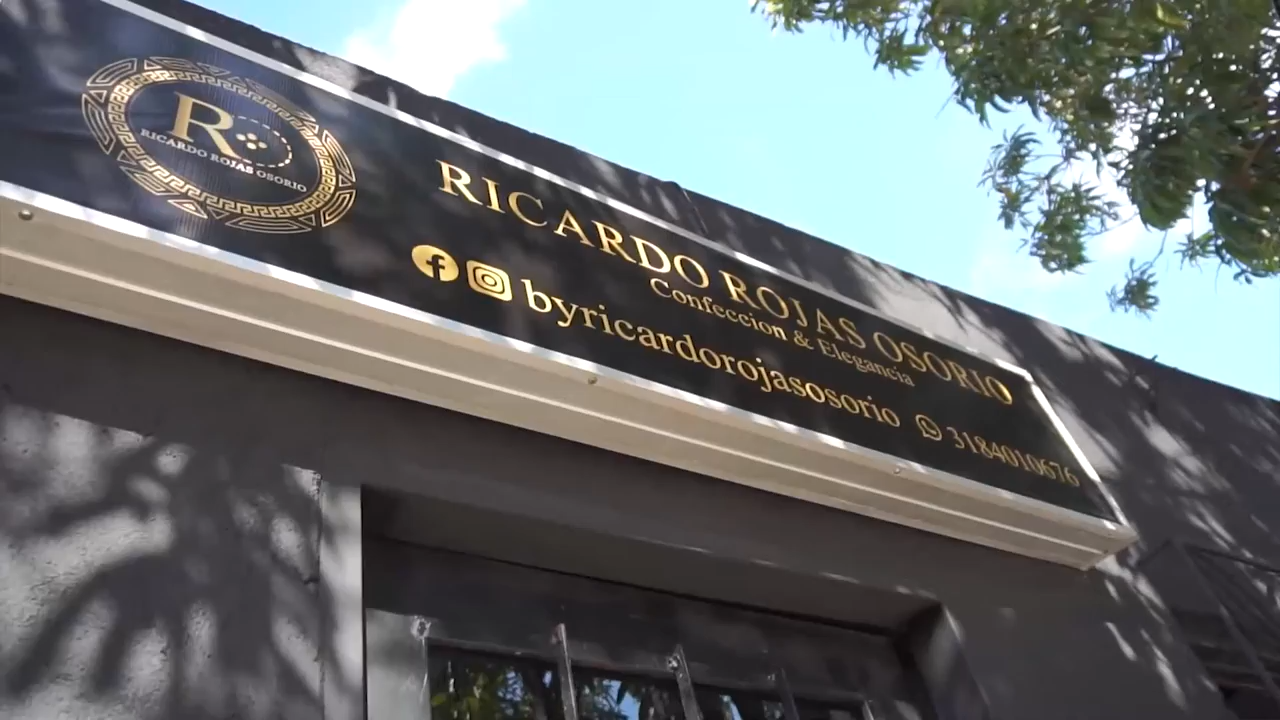 R
RICARDO ROJAS OSORIO
RICARDO ROJAS OSORIO
Confeccion & Elegancia
byricardorojasosorio
3184010676